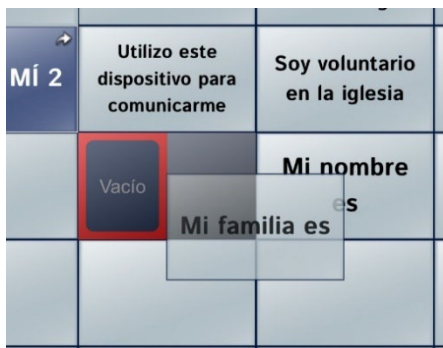 MÍ 2
Utilizo este
dispositivo para
comunicarme
Soy voluntario
en la iglesia
Vacío
Mi familia es
Mi nombre
es